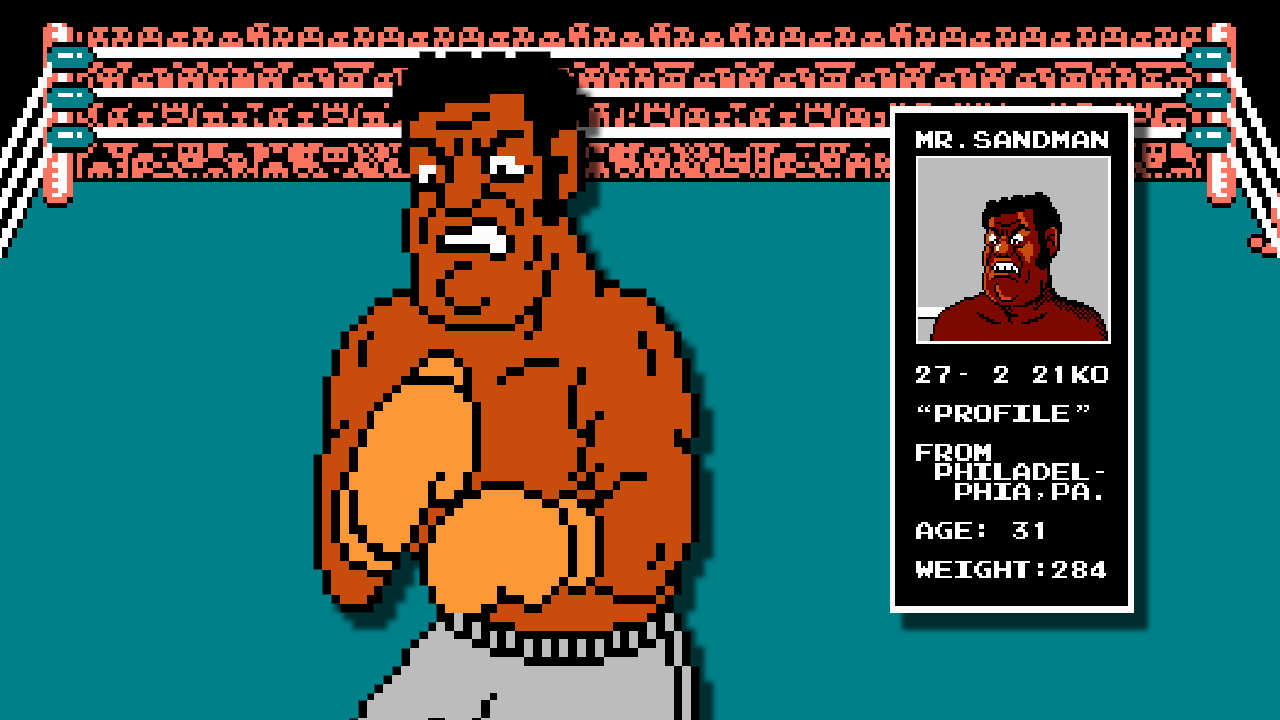 MR.SANDMAN
27- 2 21KO
“PROFILE”
FROM
PHILADEL-
PHIA,PA.
AGE: 31
WEIGHT:284